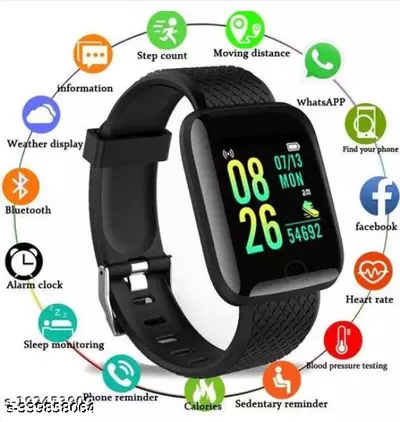 Step count
Moving distance
information
WhatsAPP
Weather display
Find your phone
Bluetooth
facebook
Alarm clock
Heart rate
Sleep monitoring
Blood pressure testing
Phone reminder
Calories
Sedentary reminder
08
26
07/13
MON
am
54692